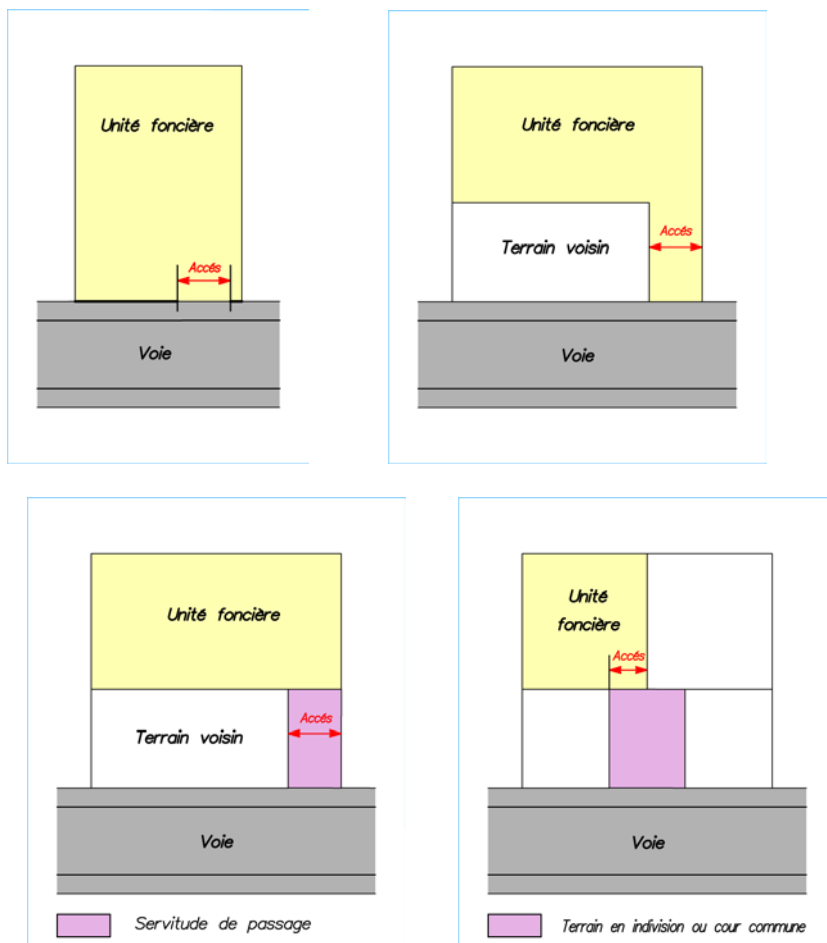 Unité foncière
Accés
Voie
Unité foncière
Accés
Terrain voisin
Voie
Unité foncière
Accés
Terrain voisin
Voie
Servitude de passage
Unité
foncière
Accés
Voie
Terrain en indivision ou cour commune